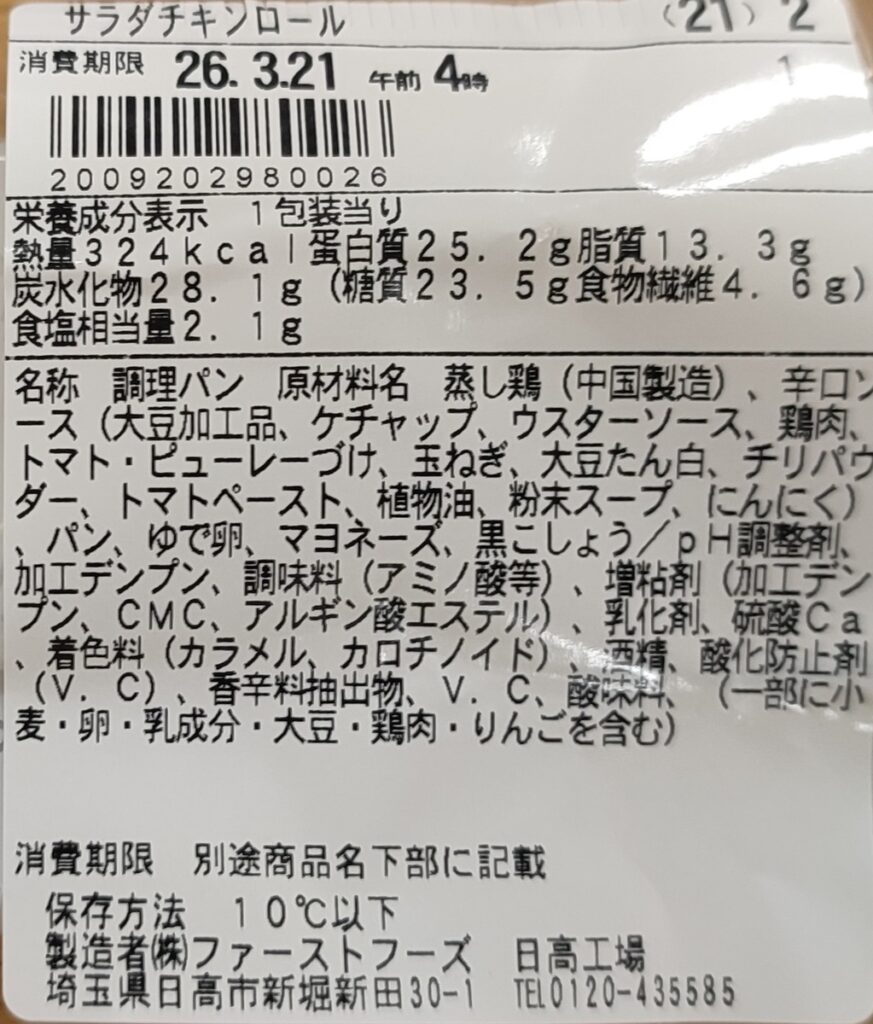 サラダチキンロール (21) 2
消費期限 26. 3.21 午前 4時 1
2009202980026
栄養成分表示 1包装当り
熱量324kcal蛋白質25.2g脂質13.3g
炭水化物28.1g(糖質23.5g食物繊維4.6g)
食塩相当量2.1g
名称 調理パン 原材料名 蒸し鶏(中国製造)、辛口ソ
ース(大豆加工品、ケチャップ、ウスターソース、鶏肉、
トマト・ピューレーづけ、玉ねぎ、大豆たん白、チリパウ
ダー、トマトペースト、植物油、粉末スープ、にんにく)
、パン、ゆで卵、マヨネーズ、黒こしょう/pH調整剤、
加工デンプン、調味料(アミノ酸等)、増粘剤(加工デン
プン、CMC、アルギン酸エステル)、乳化剤、硫酸Ca
、着色料(カラメル、カロチノイド)、酒精、酸化防止剤
(V.C)、香辛料抽出物、V.C、酸味料、(一部に小
麦・卵・乳成分・大豆・鶏肉・りんごを含む)
消費期限 別途商品名下部に記載
保存方法 10℃以下
製造者㈱ファーストフーズ 日高工場
埼玉県日高市新堀新田30-1 TEL0120-435585